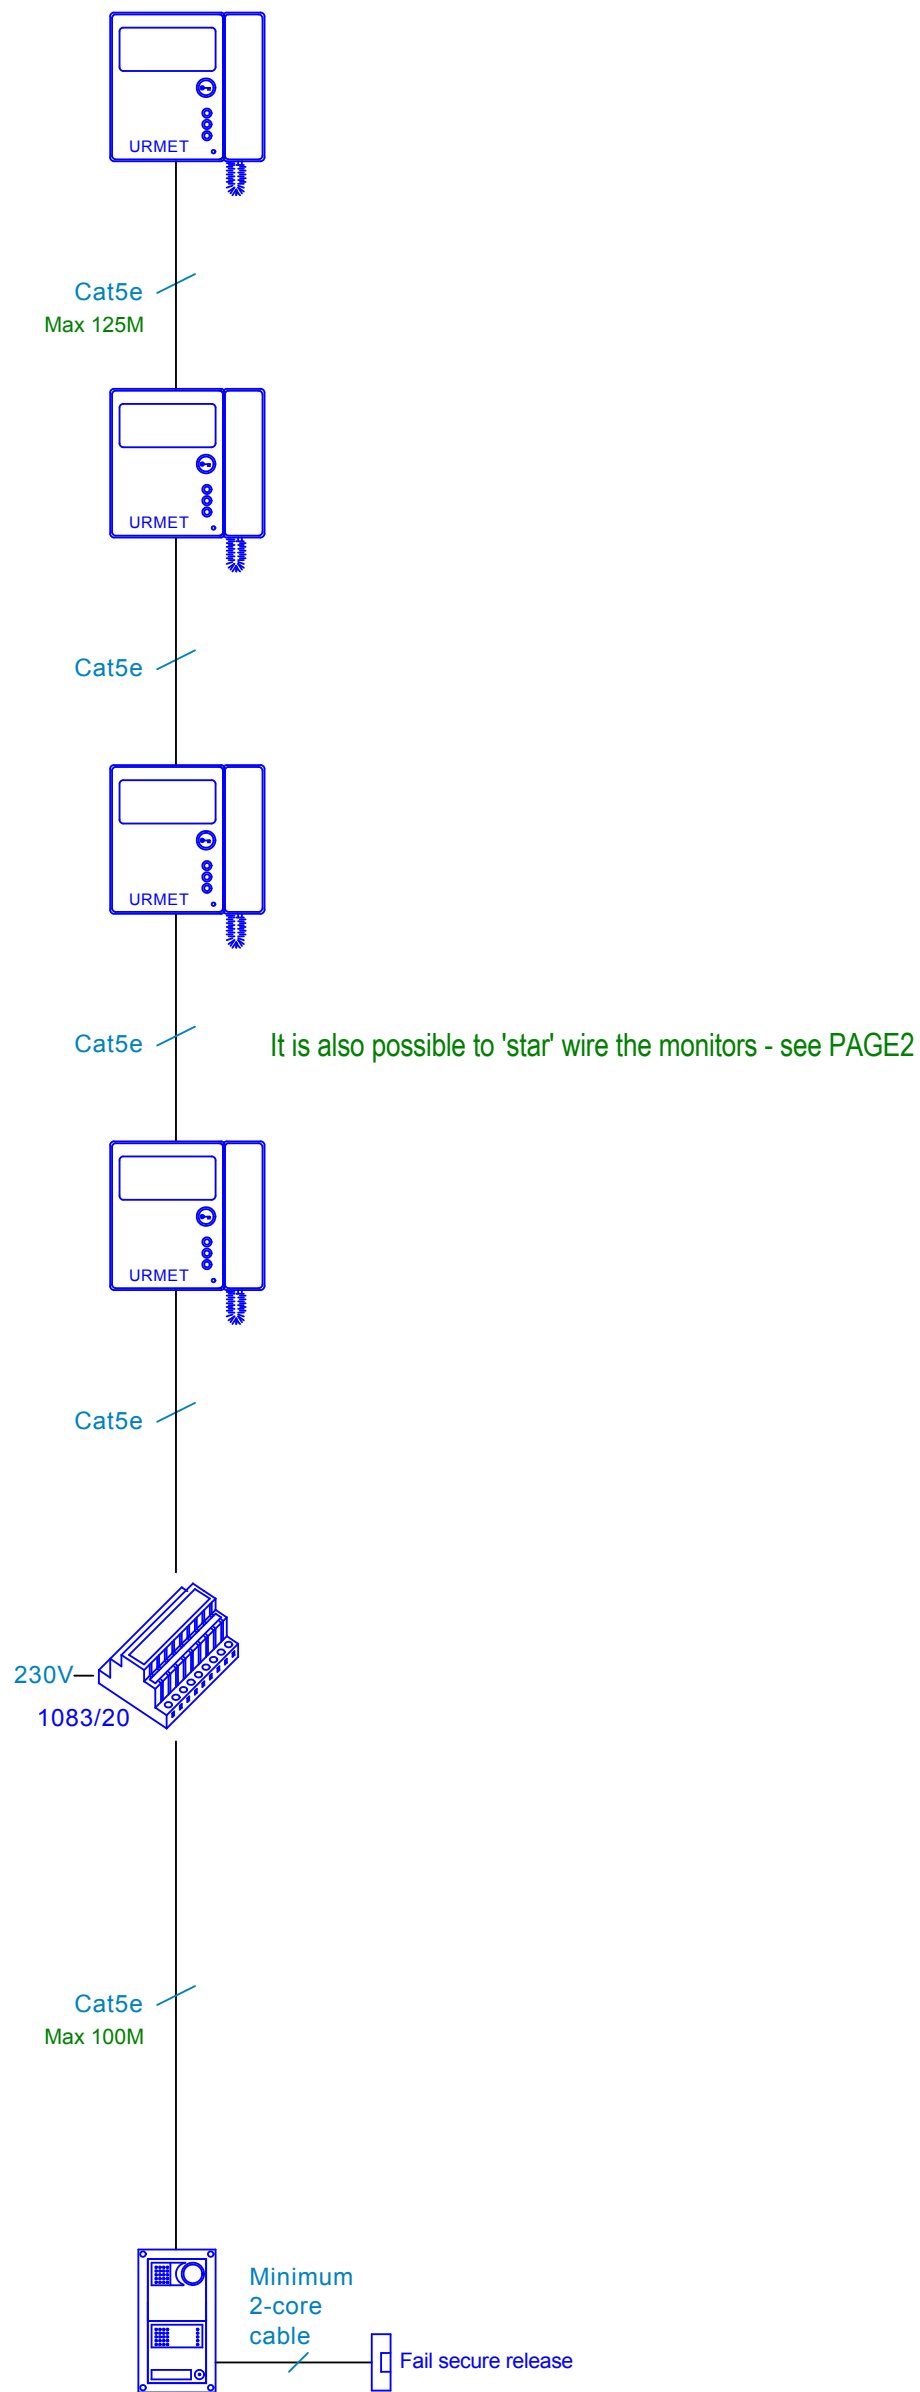 URMET
Cat5e
Max 125M
URMET
Cat5e
URMET
Cat5e
It is also possible to 'star' wire the monitors - see PAGE2
URMET
Cat5e
230V
1083/20
Cat5e
Max 100M
Minimum
2-core
cable
Fail secure release